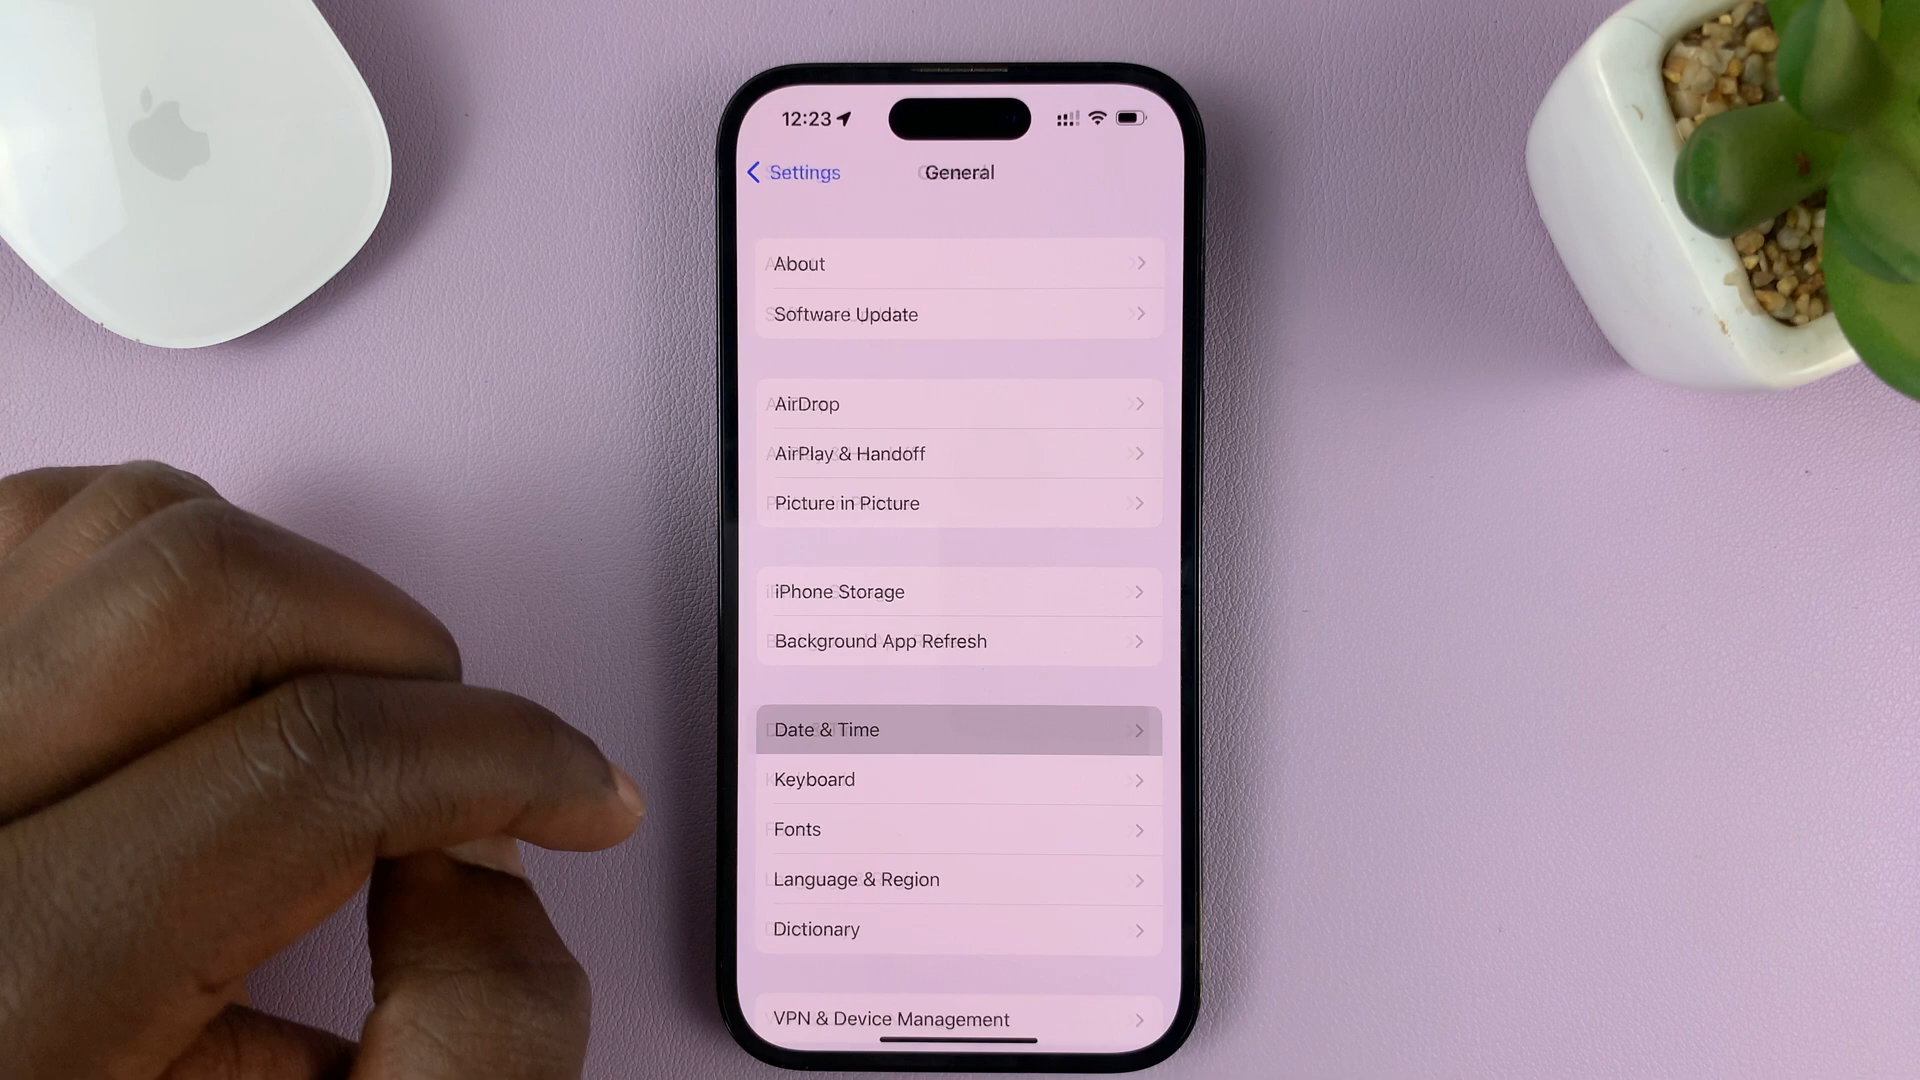 12:23
Settings
General
About
Software Update
AirDrop
AirPlay & Handoff
Picture in Picture
iPhone Storage
Background App Refresh
Date & Time
Keyboard
Fonts
Language & Region
Dictionary
VPN & Device Management